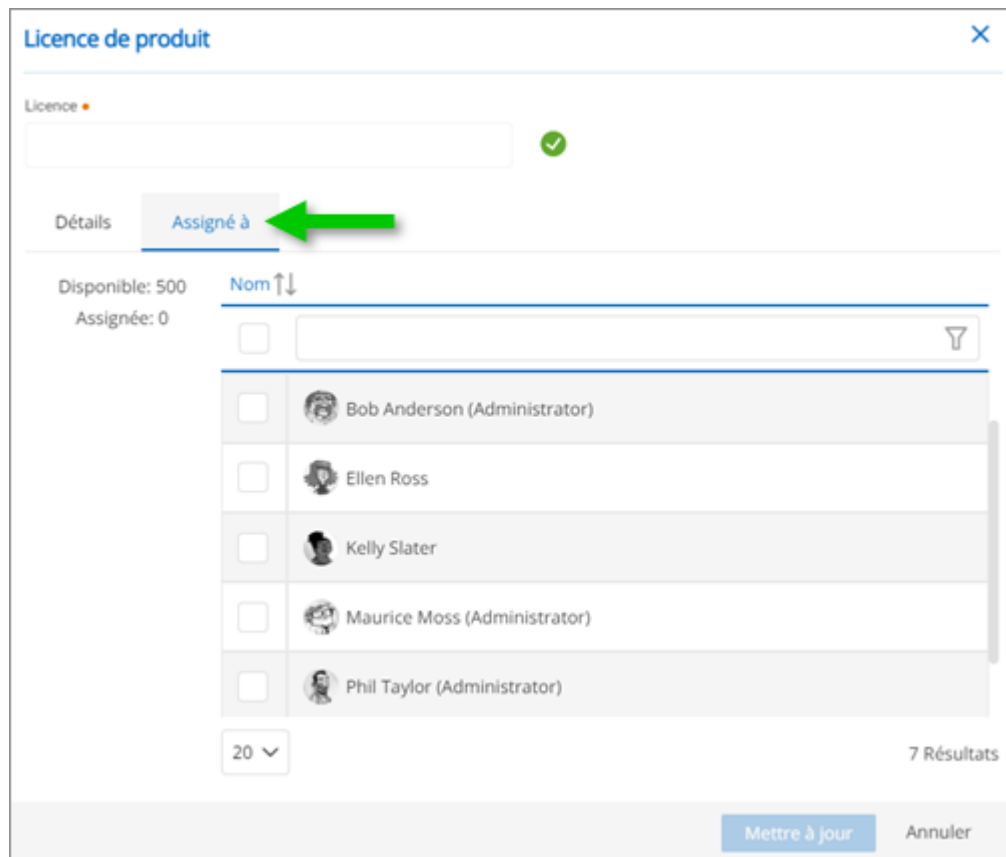 Licence de produit
Licence
Détails
Assigné à
Disponible: 500
Assignée: 0
Nom
Bob Anderson (Administrator)
Ellen Ross
Kelly Slater
Maurice Moss (Administrator)
Phil Taylor (Administrator)
20
7 Résultats
Mettre à jour
Annuler